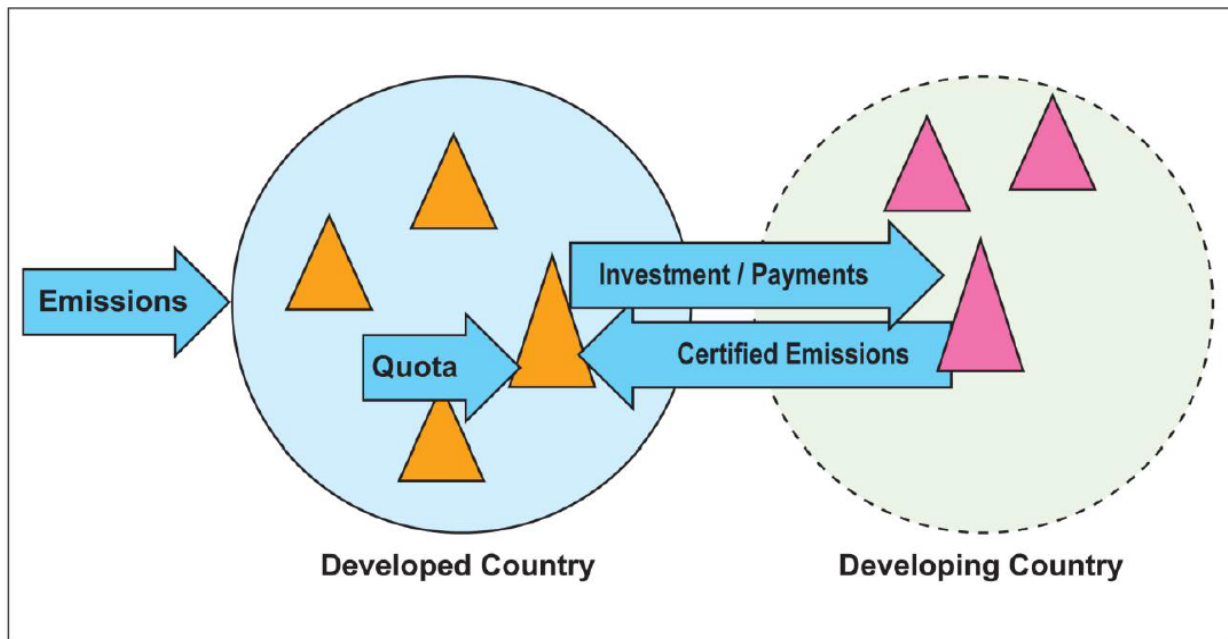 Emissions
Investment / Payments
Certified Emissions
Quota
Developed Country
Developing Country